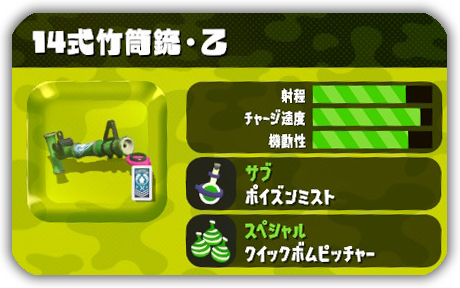 14式竹筒銃・乙
射程
チャージ速度
機動性
サブ
ポイズンミスト
スペシャル
クイックボムピッチャー